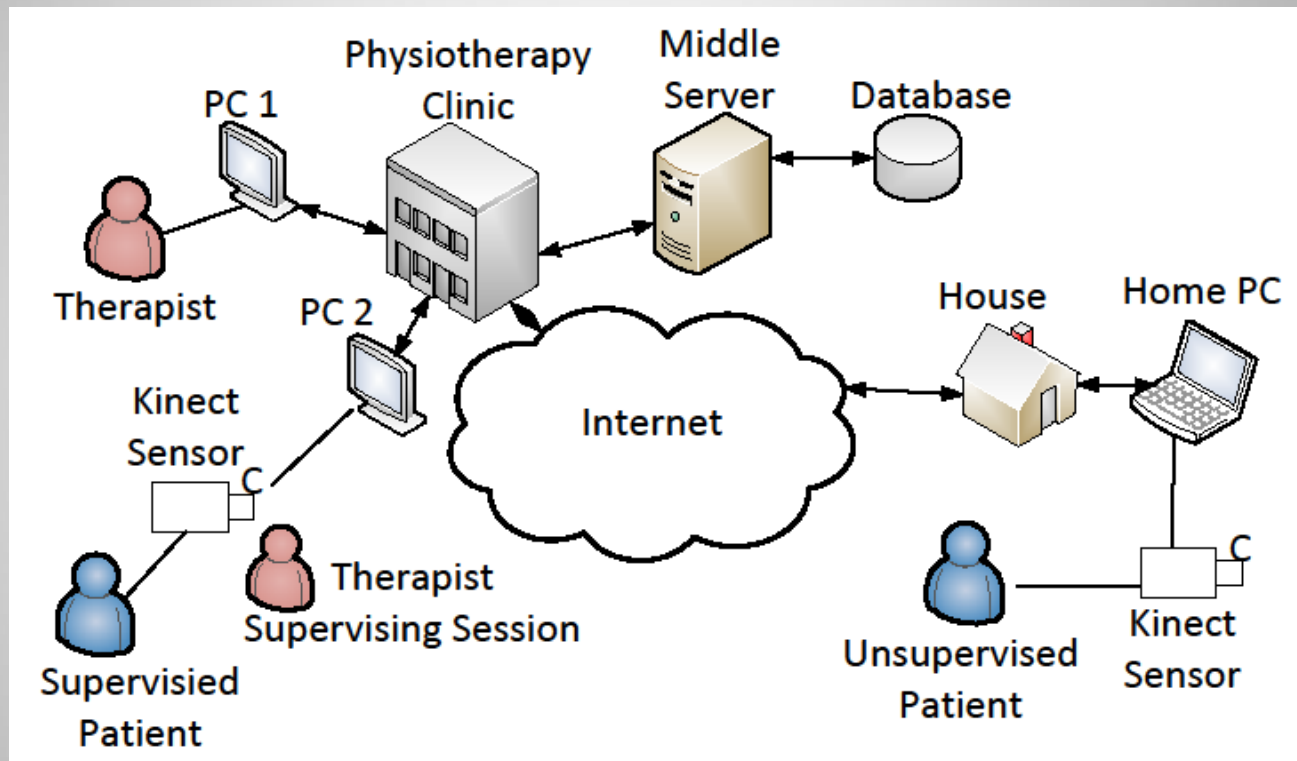 Physiotherapy
Clinic
Middle
Server
Database
PC 1
Therapist
PC 2
House
Home PC
Internet
Kinect
Sensor
C
Therapist
Supervising Session
Supervisied
Patient
Unsupervised
Patient
C
Kinect
Sensor